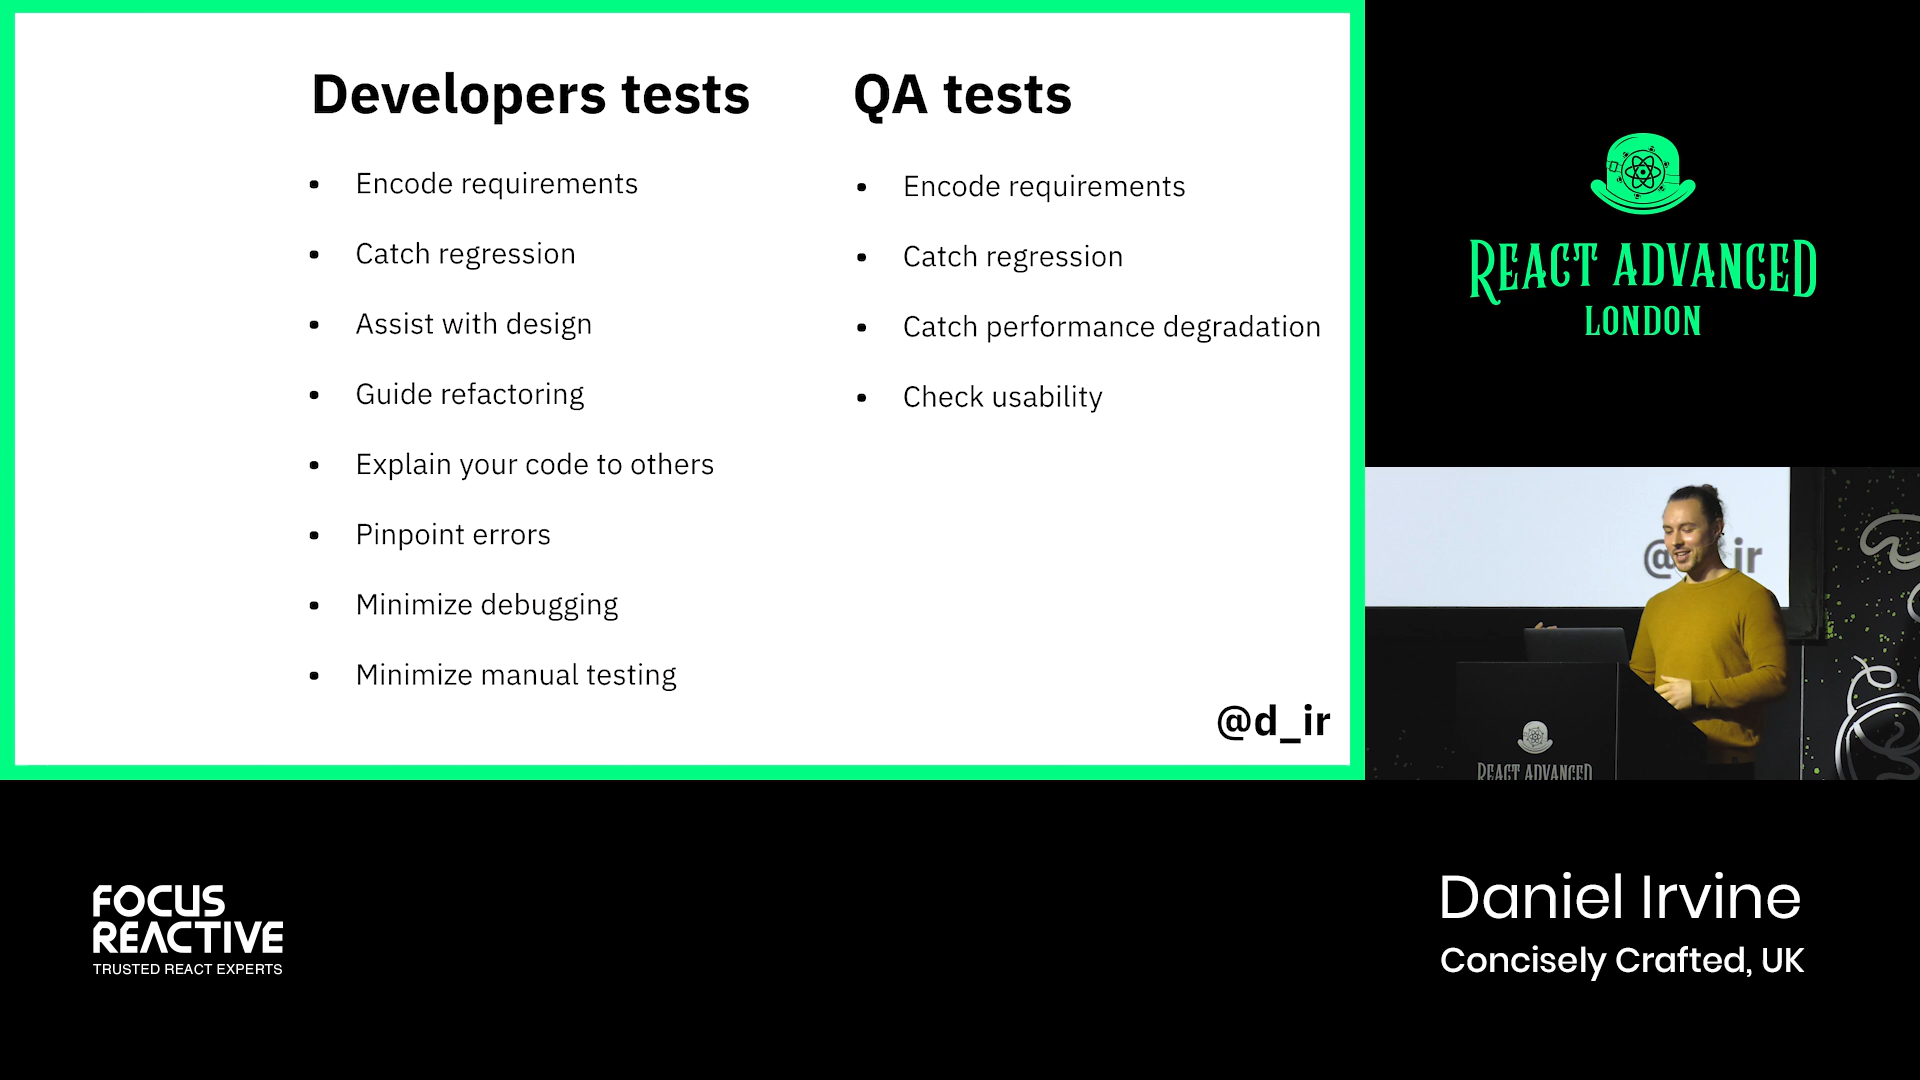 Developers tests
• Encode requirements
• Catch regression
• Assist with design
• Guide refactoring
• Explain your code to others
• Pinpoint errors
• Minimize debugging
• Minimize manual testing
QA tests
• Encode requirements
• Catch regression
• Catch performance degradation
• Check usability
@d_ir
REACT ADVANCED
LONDON
REACT ADVANCED
FOCUS
REACTIVE
TRUSTED REACT EXPERTS
Daniel Irvine
Concisely Crafted, UK